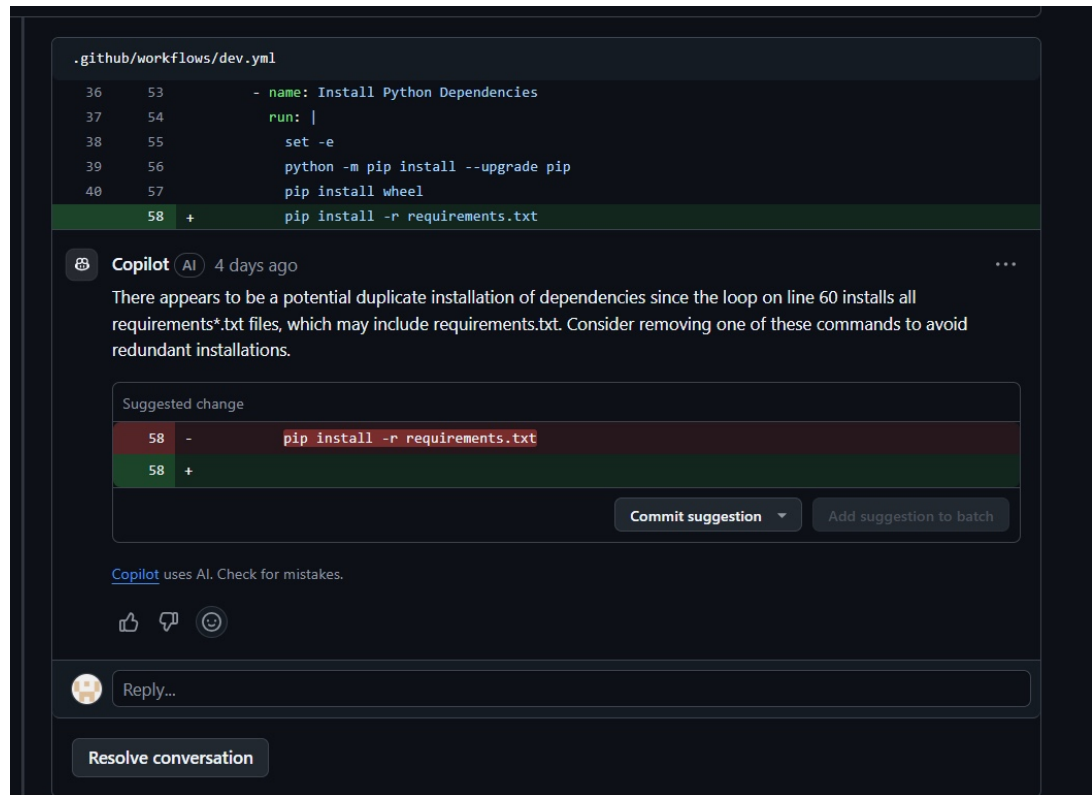 .github/workflows/dev.yml
36 53 - name: Install Python Dependencies
37 54 run: |
38 55 set -e
39 56 python -m pip install --upgrade pip
40 57 pip install wheel
58 + pip install -r requirements.txt
Copilot AI 4 days ago
There appears to be a potential duplicate installation of dependencies since the loop on line 60 installs all
requirements*.txt files, which may include requirements.txt. Consider removing one of these commands to avoid
redundant installations.
Suggested change
58 - pip install -r requirements.txt
58 +
Commit suggestion Add suggestion to batch
Copilot uses AI. Check for mistakes.
Reply...
Resolve conversation